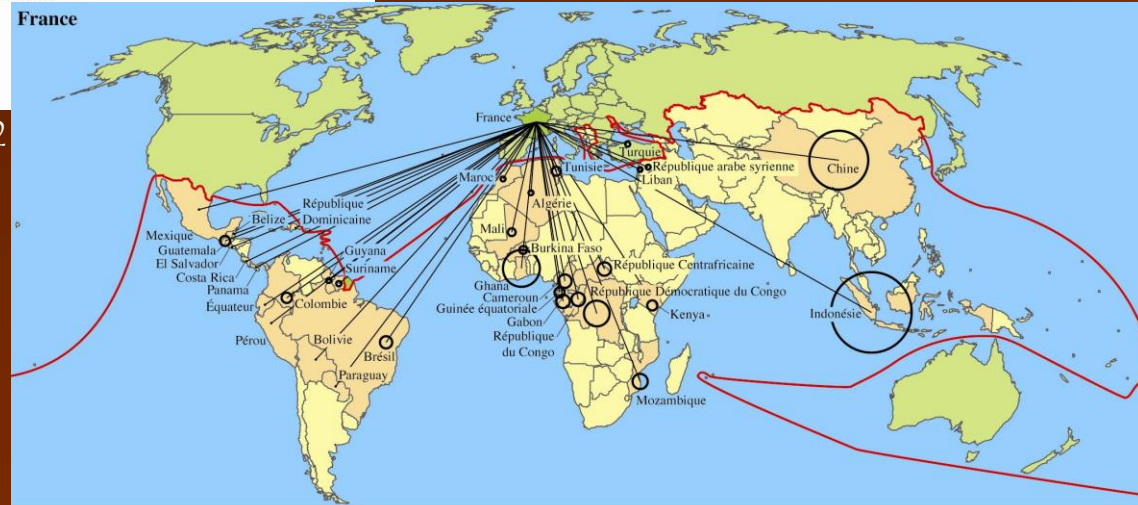 France
2
France
Turquie
Maroc
Tunisie
République arabe syrienne
Liban
Chine
Algérie
République
Dominicaine
Belize
Mali
Mexique
Guatemala
El Salvador
Costa Rica
Panama
Équateur
Guyana
Suriname
Burkina Faso
Ghana
Cameroun
Guinée équatoriale
Gabon
République
du Congo
République Centrafricaine
République Démocratique du Congo
Kenya
Indonésie
Colombie
Pérou
Bolivie
Brésil
Paraguay
Mozambique